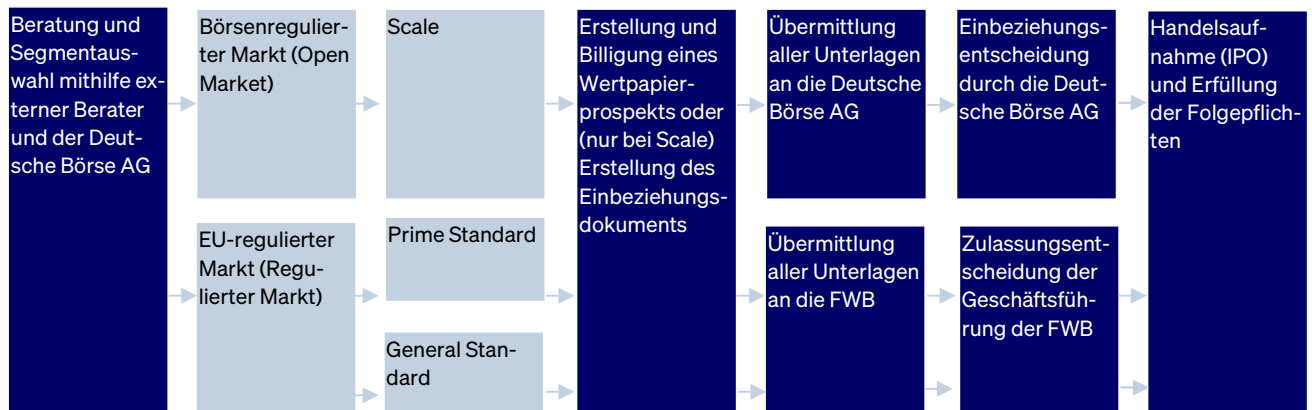 Beratung und
Segmentaus-
wahl mithilfe ex-
terner Berater
und der Deut-
sche Börse AG
Börsenregulier-
ter Markt (Open
Market)
EU-regulierter
Markt (Regu-
lierter Markt)
Scale
Prime Standard
General Stan-
dard
Erstellung und
Billigung eines
Wertpapier-
prospekts oder
(nur bei Scale)
Erstellung des
Einbeziehungs-
dokuments
Übermittlung
aller Unterlagen
an die Deutsche
Börse AG
Übermittlung
aller Unterlagen
an die FWB
Einbeziehungs-
entscheidung
durch die Deut-
sche Börse AG
Zulassungsent-
scheidung der
Geschäftsfüh-
rung der FWB
Handelsauf-
nahme (IPO)
und Erfüllung
der Folgepflich-
ten